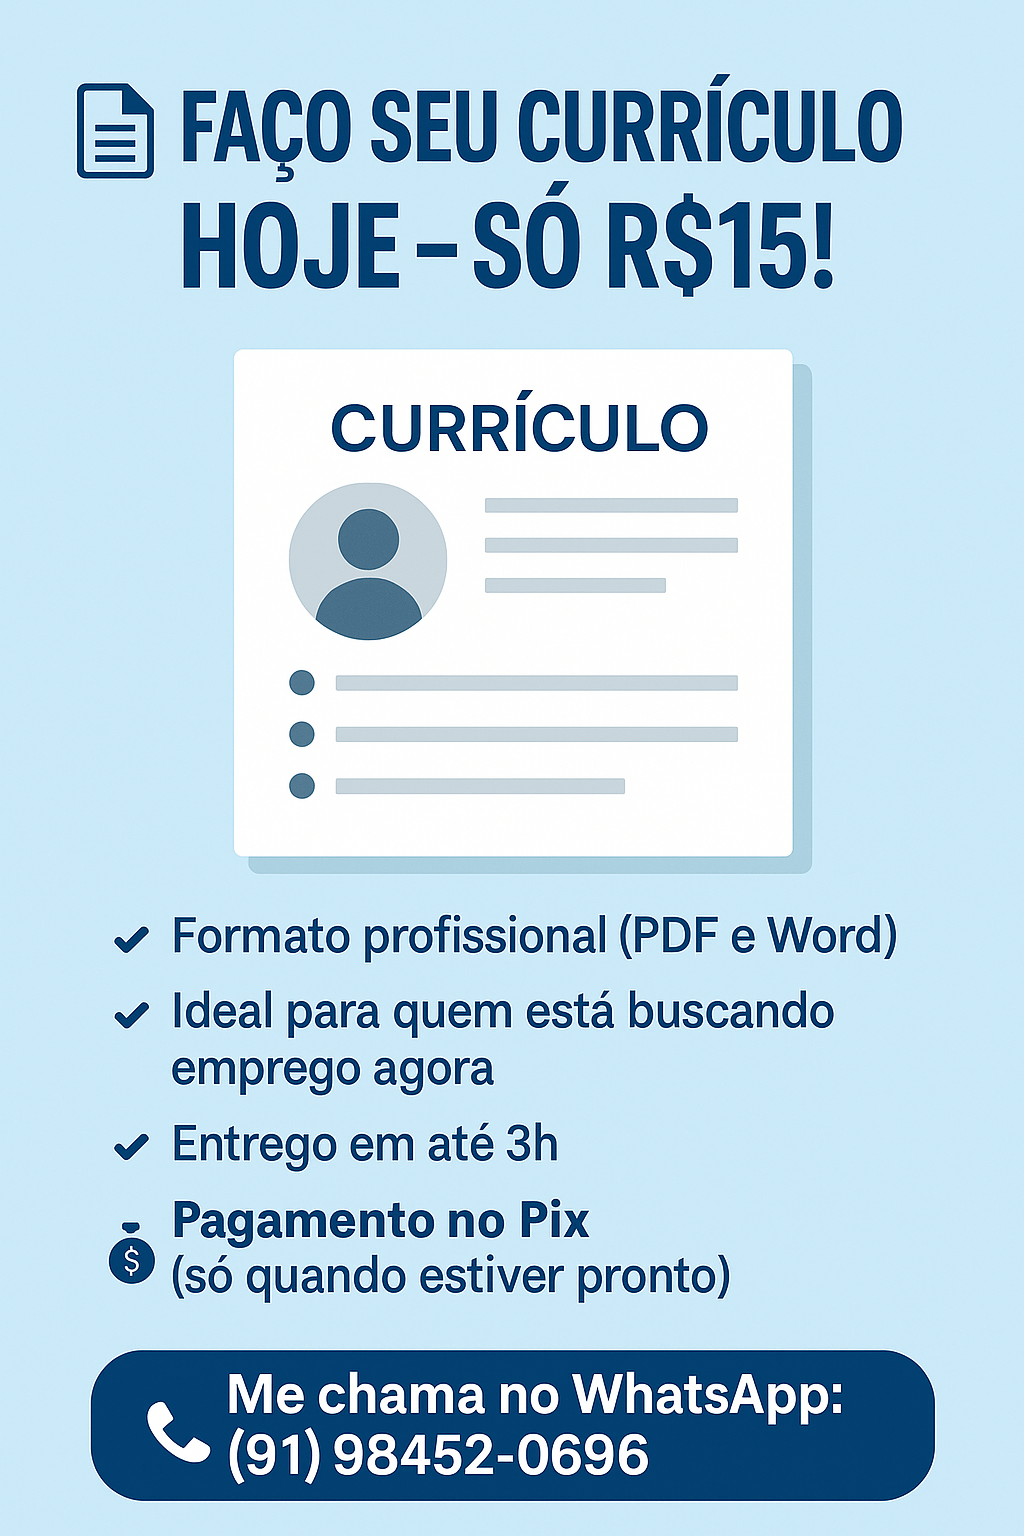 FAÇO SEU CURRÍCULO
HOJE – SÓ R$15!
CURRÍCULO
Formato profissional (PDF e Word)
Ideal para quem está buscando
emprego agora
Entrego em até 3h
Pagamento no Pix
$
(só quando estiver pronto)
Me chama no WhatsApp:
(91) 98452-0696